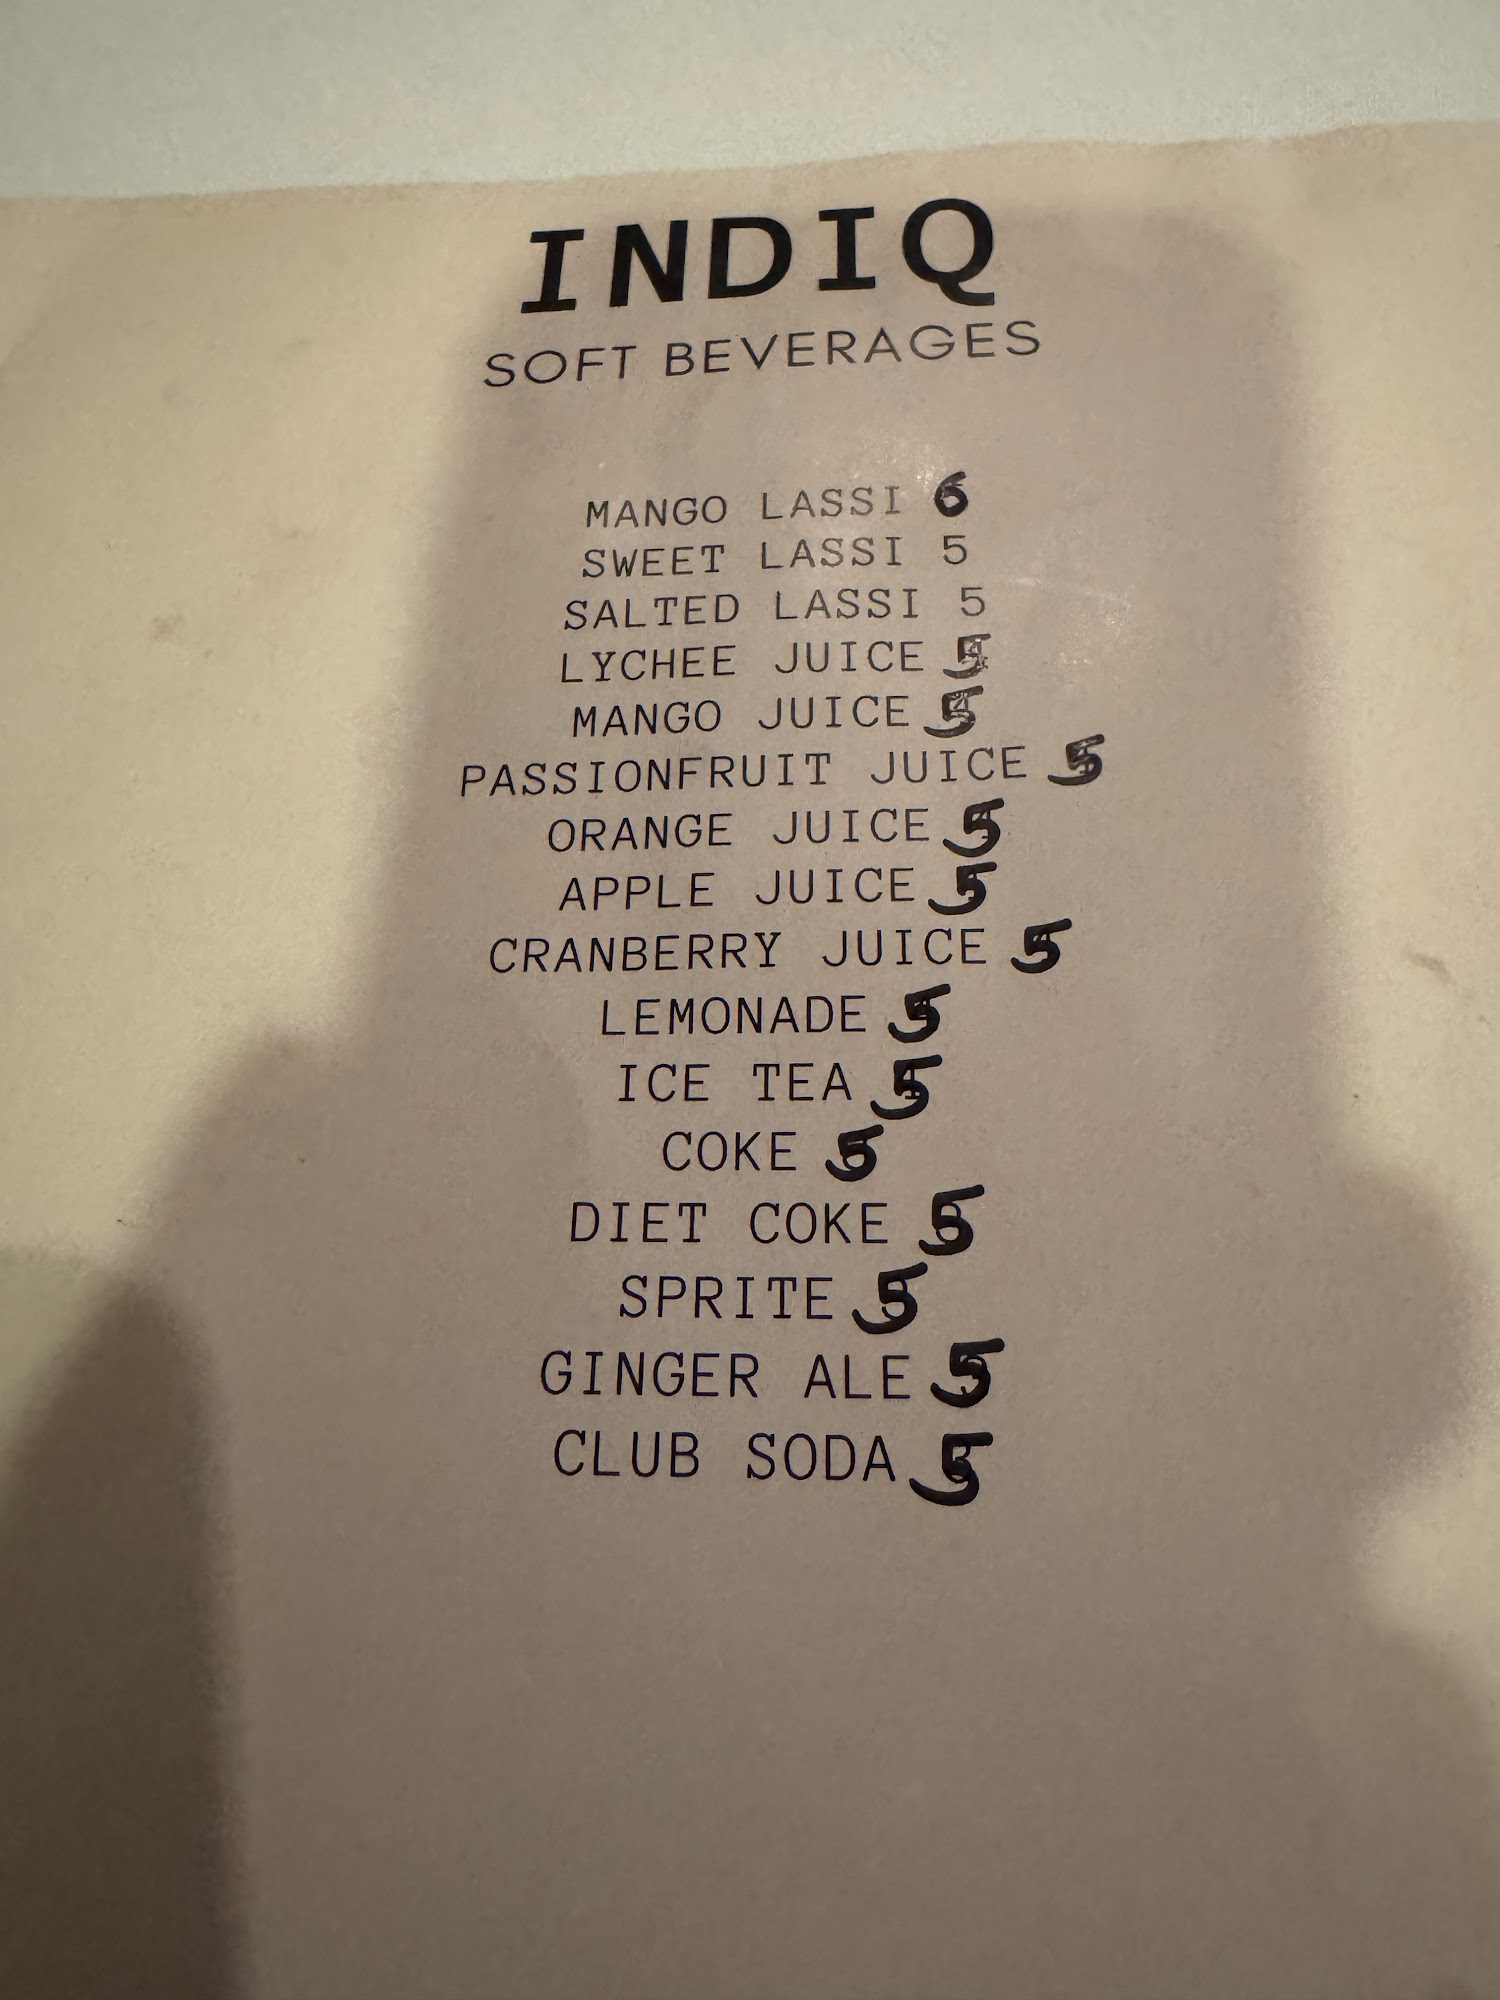 INDIQ
SOFT BEVERAGES
MANGO LASSI 6
SWEET LASSI 5
SALTED LASSI 5
LYCHEE JUICE 5
MANGO JUICE 5
PASSIONFRUIT JUICE 5
ORANGE JUICE 5
APPLE JUICE 5
CRANBERRY JUICE 5
LEMONADE 5
ICE TEA 5
COKE 5
DIET COKE 5
SPRITE 5
GINGER ALE 5
CLUB SODA 5